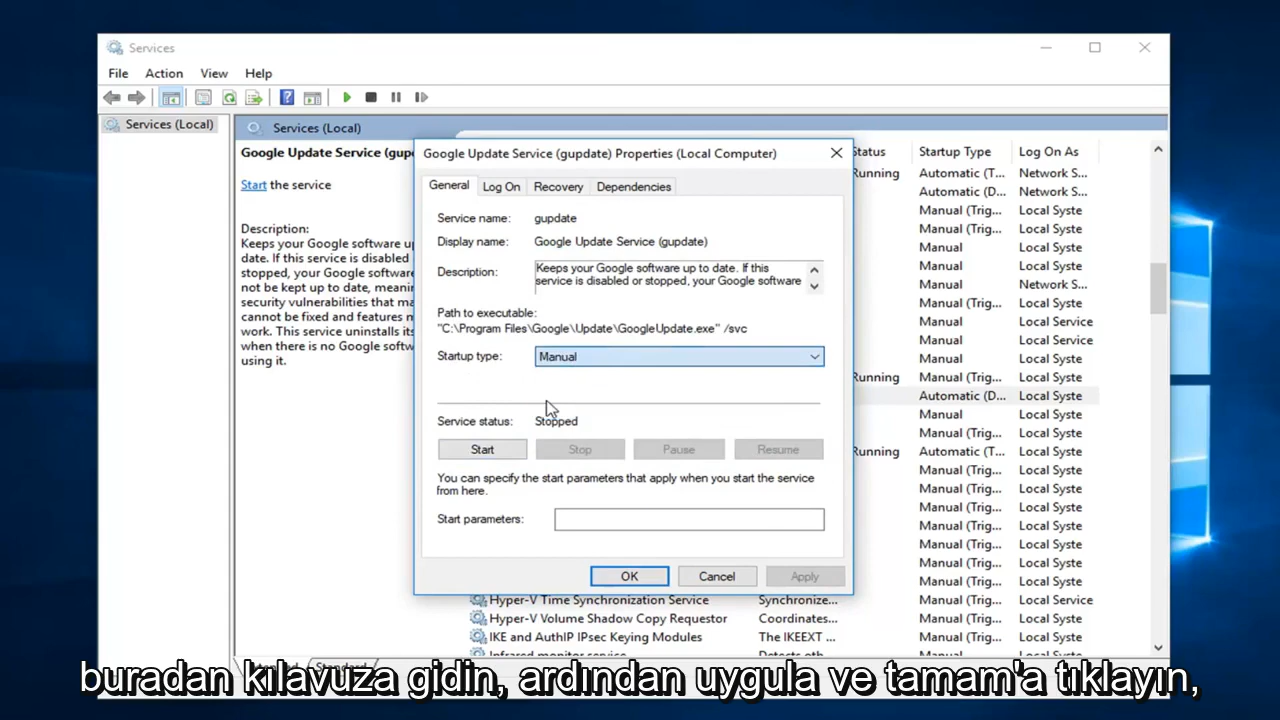 Services
File Action View Help
Services (Local)
Services (Local)
Google Update Service (gup
Start the service
Description:
Keeps your Google software up
date. If this service is disabled
stopped, your Google software
not be kept up to date, meanin
security vulnerabilities that ma
cannot be fixed and features m
work. This service uninstalls its
when there is no Google softw
using it.
Google Update Service (gupdate) Properties (Local Computer)
General Log On Recovery Dependencies
Service name: gupdate
Display name: Google Update Service (gupdate)
Description: Keeps your Google software up to date. If this
service is disabled or stopped, your Google software
Path to executable:
"C:\Program Files\Google\Update\GoogleUpdate.exe" /svc
Startup type: Manual
Service status: Stopped
Start Stop Pause Resume
You can specify the start parameters that apply when you start the service
from here.
Start parameters:
OK Cancel Apply
Status Startup Type Log On As
Running Automatic (T... Network S...
Automatic (D... Network S...
Manual (Trig... Local Syste
Manual (Trig... Local Syste
Manual Local Syste
Manual Local Syste
Manual Network S...
Manual (Trig... Local Syste
Manual Local Service
Manual (Trig... Local Service
Manual Local Syste
Running Manual (Trig... Local Syste
Automatic (D... Local Syste
Manual Local Syste
Manual (Trig... Local Syste
Running Automatic (T... Local Syste
Manual (Trig... Local Syste
Manual (Trig... Local Syste
Manual (Trig... Local Syste
Manual (Trig... Local Syste
Manual (Trig... Local Syste
Manual (Trig... Local Syste
Manual (Trig... Local Syste
Hyper-V Time Synchronization Service Synchronize... Manual (Trig... Local Service
Hyper-V Volume Shadow Copy Requestor Coordinates... Manual (Trig... Local Syste
IKE and AuthIP IPsec Keying Modules The IKEEXT ... Manual (Trig... Local Syste
Infrared monitor service
buradan kılavuza gidin, ardından uygula ve tamam'a tıklayın,